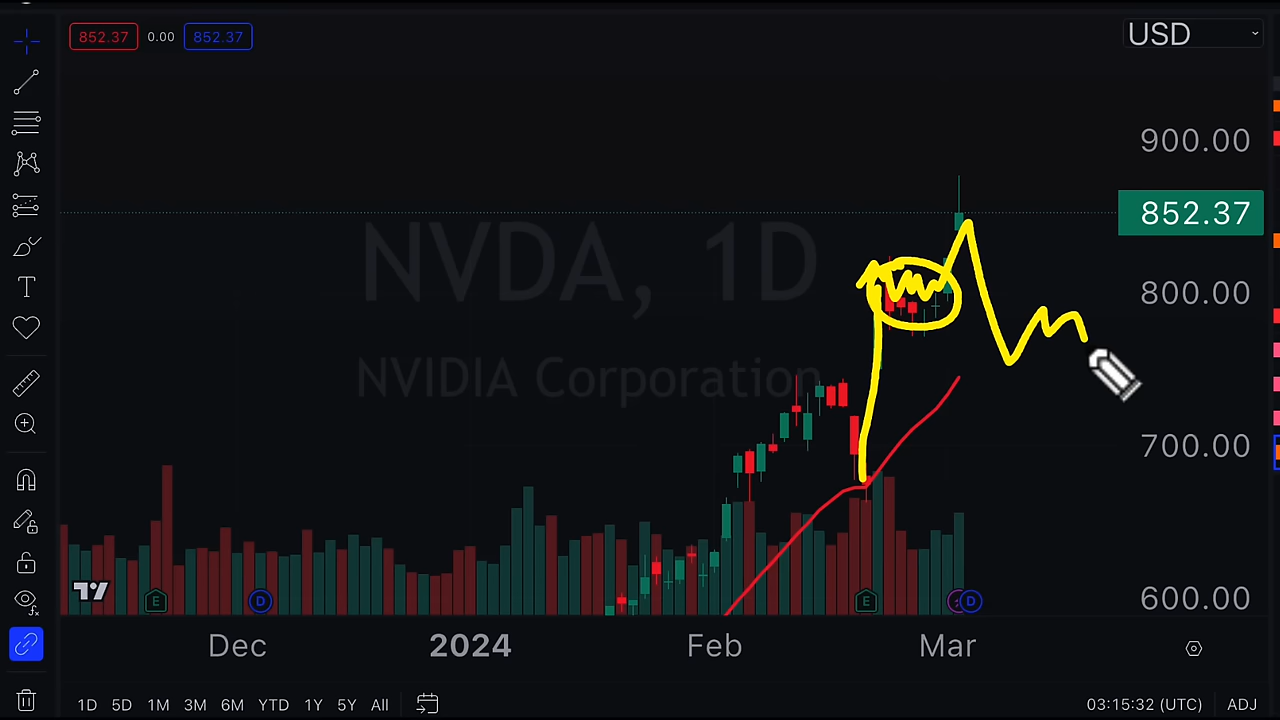 852.37 0.00 852.37
USD
900.00
852.37
NVDA, 1D
800.00
NVIDIA Corporation
700.00
E D E D
600.00
Dec 2024 Feb Mar
1D 5D 1M 3M 6M YTD 1Y 5Y All 03:15:32 (UTC) ADJ